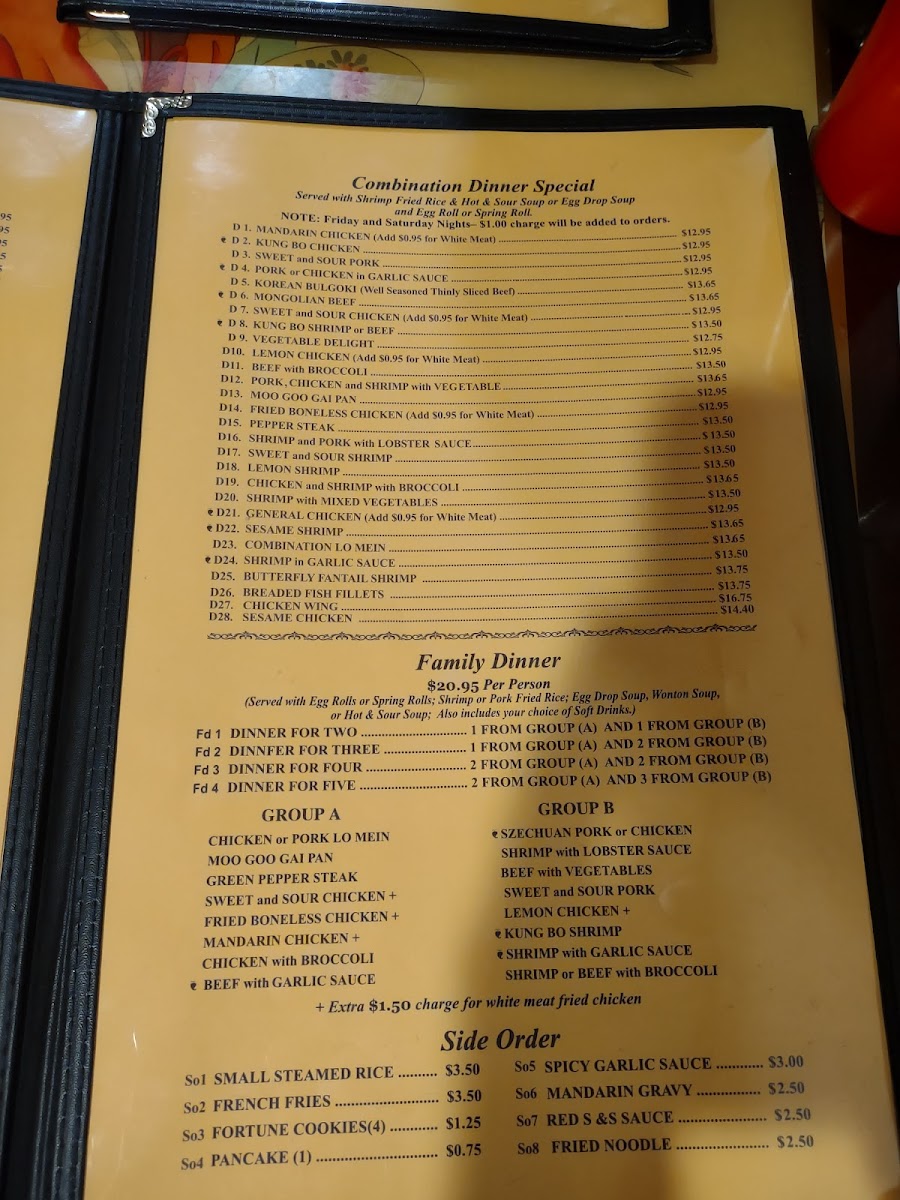 95
95
95
95
5
Combination Dinner Special
Served with Shrimp Fried Rice & Hot & Sour Soup or Egg Drop Soup
and Egg Roll or Spring Roll.
NOTE: Friday and Saturday Nights– $1.00 charge will be added to orders.
D 1. MANDARIN CHICKEN (Add $0.95 for White Meat) $12.95
D 2. KUNG BO CHICKEN $12.95
D 3. SWEET and SOUR PORK $12.95
D 4. PORK or CHICKEN in GARLIC SAUCE $12.95
D 5. KOREAN BULGOKI (Well Seasoned Thinly Sliced Beef) $13.65
D 6. MONGOLIAN BEEF $13.65
D 7. SWEET and SOUR CHICKEN (Add $0.95 for White Meat) $12.95
D 8. KUNG BO SHRIMP or BEEF $13.50
D 9. VEGETABLE DELIGHT $12.75
D10. LEMON CHICKEN (Add $0.95 for White Meat) $12.95
D11. BEEF with BROCCOLI $13.50
D12. PORK, CHICKEN and SHRIMP with VEGETABLE $13.65
D13. MOO GOO GAI PAN $12.95
D14. FRIED BONELESS CHICKEN (Add $0.95 for White Meat) $12.95
D15. PEPPER STEAK $13.50
D16. SHRIMP and PORK with LOBSTER SAUCE $13.50
D17. SWEET and SOUR SHRIMP $13.50
D18. LEMON SHRIMP $13.50
D19. CHICKEN and SHRIMP with BROCCOLI $13.65
D20. SHRIMP with MIXED VEGETABLES $13.50
D21. GENERAL CHICKEN (Add $0.95 for White Meat) $12.95
D22. SESAME SHRIMP $13.65
D23. COMBINATION LO MEIN $13.65
D24. SHRIMP in GARLIC SAUCE $13.50
D25. BUTTERFLY FANTAIL SHRIMP $13.75
D26. BREADED FISH FILLETS $13.75
D27. CHICKEN WING $16.75
D28. SESAME CHICKEN $14.40
Family Dinner
$20.95 Per Person
(Served with Egg Rolls or Spring Rolls; Shrimp or Pork Fried Rice; Egg Drop Soup, Wonton Soup,
or Hot & Sour Soup; Also includes your choice of Soft Drinks.)
Fd 1 DINNER FOR TWO 1 FROM GROUP (A) AND 1 FROM GROUP (B)
Fd 2 DINNFER FOR THREE 1 FROM GROUP (A) AND 2 FROM GROUP (B)
Fd 3 DINNER FOR FOUR 2 FROM GROUP (A) AND 2 FROM GROUP (B)
Fd 4 DINNER FOR FIVE 2 FROM GROUP (A) AND 3 FROM GROUP (B)
GROUP A
CHICKEN or PORK LO MEIN
MOO GOO GAI PAN
GREEN PEPPER STEAK
SWEET and SOUR CHICKEN +
FRIED BONELESS CHICKEN +
MANDARIN CHICKEN +
CHICKEN with BROCCOLI
BEEF with GARLIC SAUCE
GROUP B
SZECHUAN PORK or CHICKEN
SHRIMP with LOBSTER SAUCE
BEEF with VEGETABLES
SWEET and SOUR PORK
LEMON CHICKEN +
KUNG BO SHRIMP
SHRIMP with GARLIC SAUCE
SHRIMP or BEEF with BROCCOLI
+ Extra $1.50 charge for white meat fried chicken
Side Order
So1 SMALL STEAMED RICE $3.50
So2 FRENCH FRIES $3.50
So3 FORTUNE COOKIES(4) $1.25
So4 PANCAKE (1) $0.75
So5 SPICY GARLIC SAUCE $3.00
So6 MANDARIN GRAVY $2.50
So7 RED S &S SAUCE $2.50
So8 FRIED NOODLE $2.50